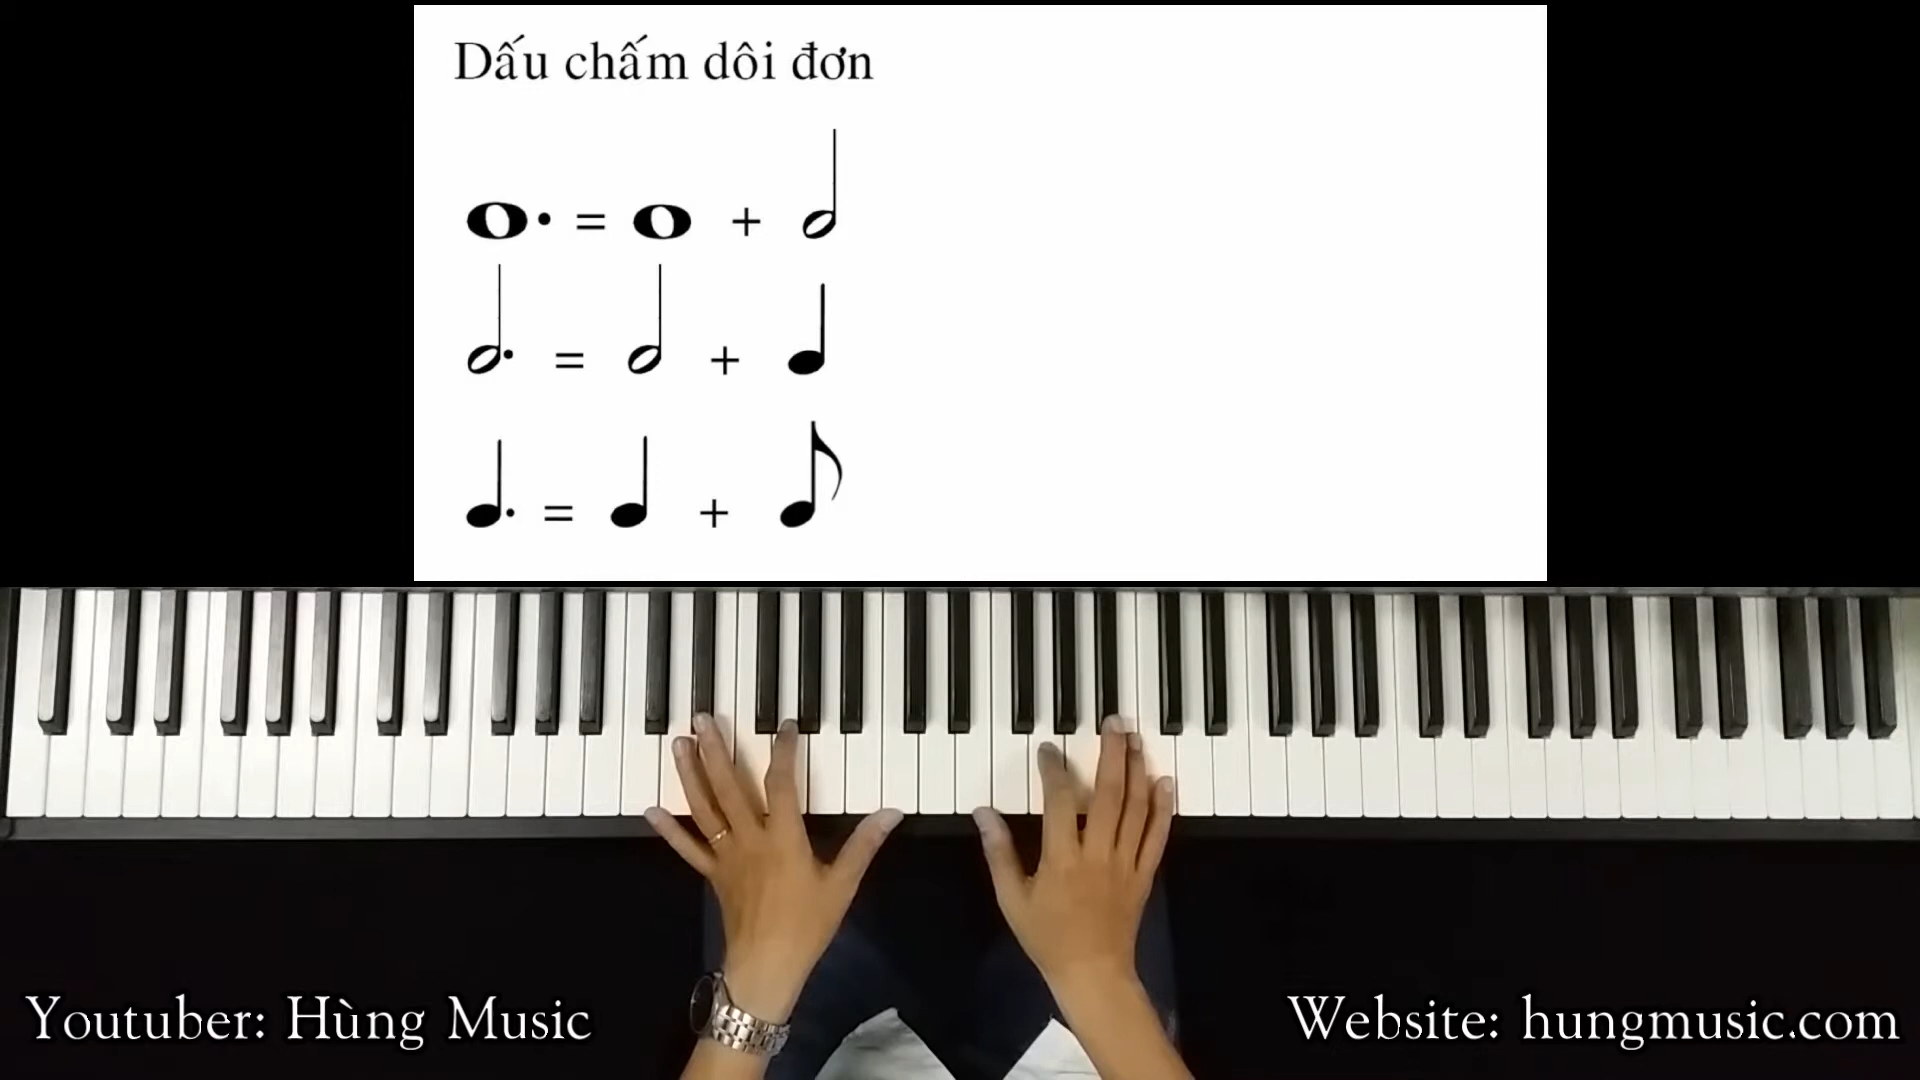 Dấu chấm dôi đơn
= +
= +
= +
Youtuber: Hùng Music
Website: hungmusic.com